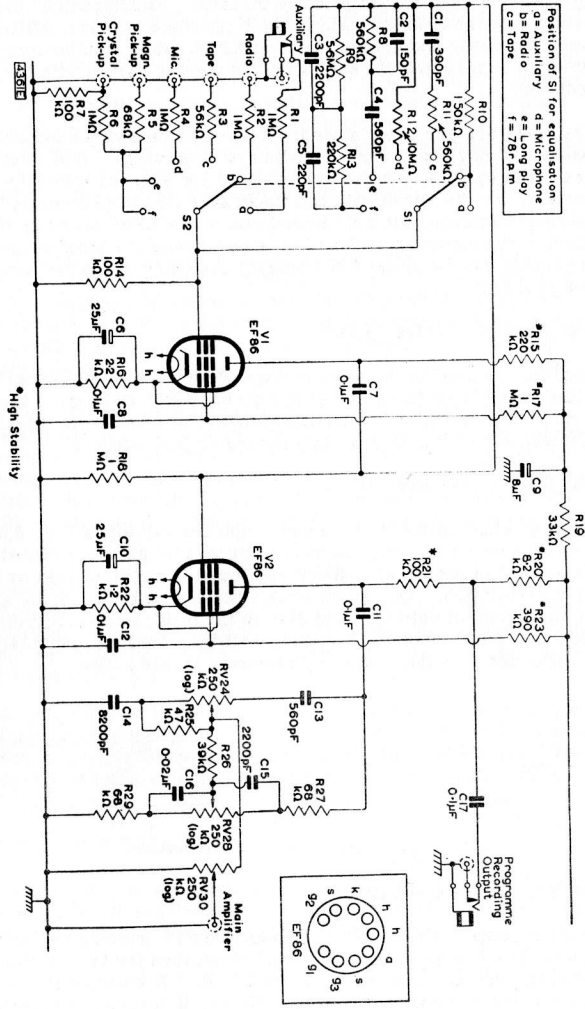 Position of S1 for equalisation
a= Auxiliary d= Microphone
b= Radio e= Long play
c= Tape f= 78 r p m
R10
150kΩ
C1
390pF
R11
560kΩ
C2
150pF
R12
10MΩ
R8
560kΩ
C4
560pF
R9
5·6MΩ
C3
2200pF
R13
220kΩ
C5
220pF
a
b
c
d
e
f
S1
Auxiliary
Radio
Tape
Mic
Magn
Pick-up
Crystal
Pick-up
R1
1MΩ
R2
1MΩ
R3
56kΩ
R4
1MΩ
R5
68kΩ
R6
1MΩ
R7
100
kΩ
a
b
c
d
e
f
S2
4361E
R14
100
kΩ
V1
EF86
h h
C6
25μF
R16
2·2
kΩ
C8
0·1μF
*R15
220
kΩ
*R17
1
MΩ
C7
0·1μF
C9
8μF
R18
1
MΩ
R19
33kΩ
V2
EF86
h h
C10
25μF
R22
1·2
kΩ
C12
0·1μF
*R20
8·2
kΩ
*R23
390
kΩ
*
R21
100
kΩ
C11
0·1μF
C17
0·1μF
Programme
Recording
Output
C13
560pF
RV24
250
kΩ
(log)
R25
47
kΩ
C14
8200pF
R26
39kΩ
C15
2200pF
C16
0·02μF
R27
68
kΩ
RV28
250
kΩ
(log)
R29
68
kΩ
RV30
250
kΩ
(log)
Main
Amplifier
*High Stability
h h
k a
s s
g2 g3
g1
EF86